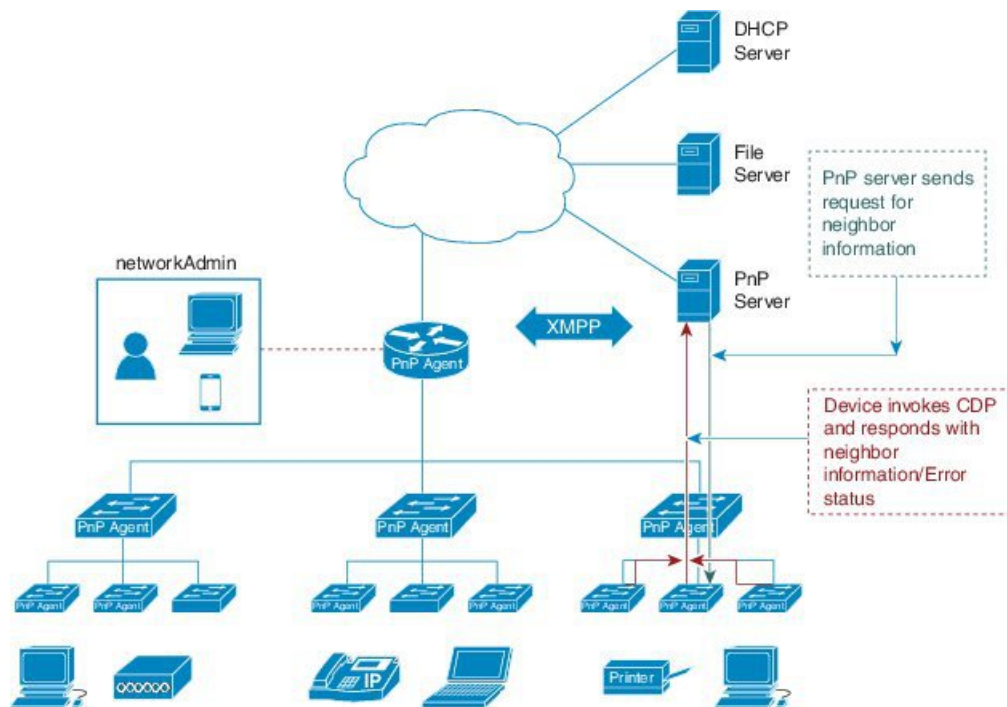 DHCP
Server
File
Server
PnP server sends
request for
neighbor
information
networkAdmin
PnP
Server
XMPP
PnP Agent
Device invokes CDP
and responds with
neighbor
information/Error
status
PnP Agent
PnP Agent
PnP Agent
PnP Agent
PnP Agent
PnP Agent
PnP Agent
PnP Agent
PnP Agent
PnP Agent
IP
Printer